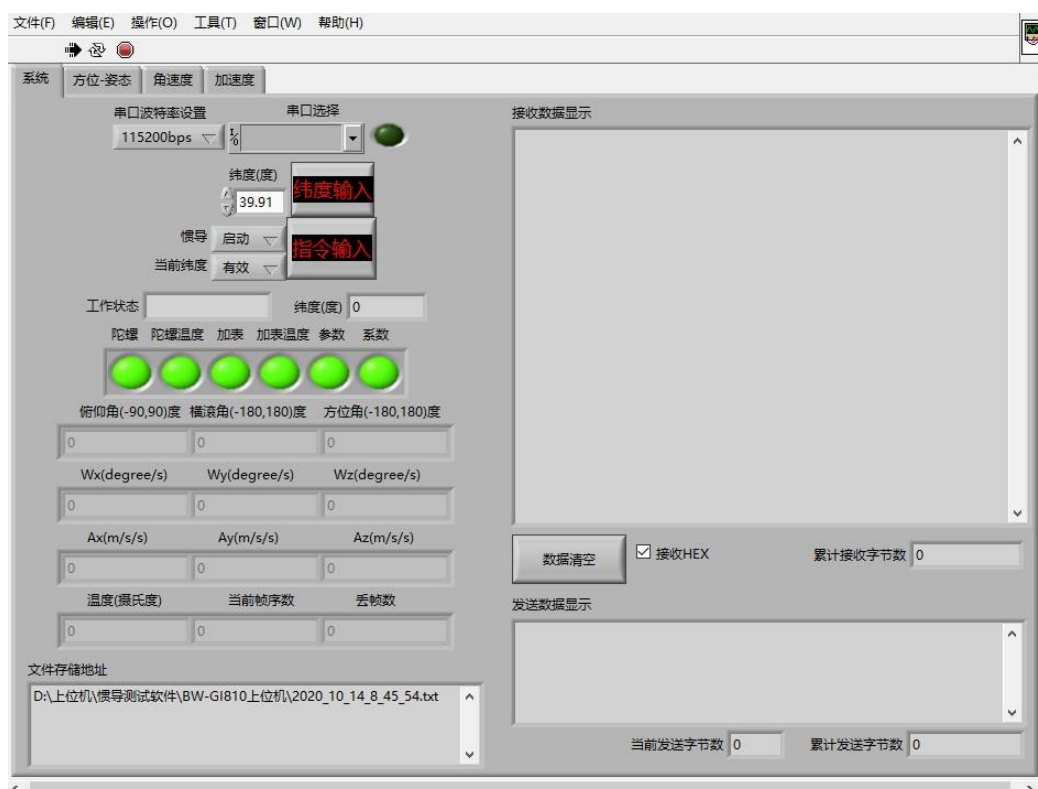 文件(F) 编辑(E) 操作(O) 工具(T) 窗口(W) 帮助(H)
系统 方位-姿态 角速度 加速度
串口波特率设置 串口选择
115200bps
纬度(度)
39.91
纬度输入
惯导 启动
指令输入
当前纬度 有效
工作状态 纬度(度) 0
陀螺 陀螺温度 加表 加表温度 参数 系数
俯仰角(-90,90)度 横滚角(-180,180)度 方位角(-180,180)度
0 0 0
Wx(degree/s) Wy(degree/s) Wz(degree/s)
0 0 0
Ax(m/s/s) Ay(m/s/s) Az(m/s/s)
0 0 0
温度(摄氏度) 当前帧序数 丢帧数
0 0 0
文件存储地址
D:\上位机\惯导测试软件\BW-GI810上位机\2020_10_14_8_45_54.txt
接收数据显示
数据清空 接收HEX 累计接收字节数 0
发送数据显示
当前发送字节数 0 累计发送字节数 0